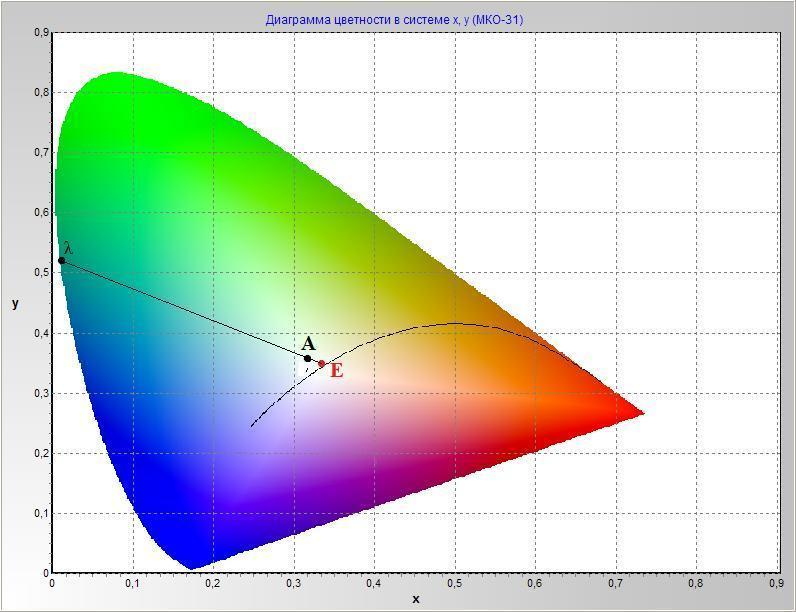 Диаграмма цветности в системе x, y (МКО-31)
0,9
0,8
0,7
0,6
λ
0,5
y
0,4
A
E
0,3
0,2
0,1
0
0 0,1 0,2 0,3 0,4 0,5 0,6 0,7 0,8 0,9
x